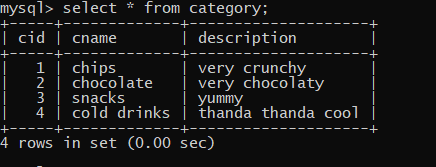 mysql> select * from category;
+-----+-------------+--------------------+
| cid | cname       | description        |
+-----+-------------+--------------------+
|   1 | chips       | very crunchy       |
|   2 | chocolate   | very chocolaty     |
|   3 | snacks      | yummy              |
|   4 | cold drinks | thanda thanda cool |
+-----+-------------+--------------------+
4 rows in set (0.00 sec)